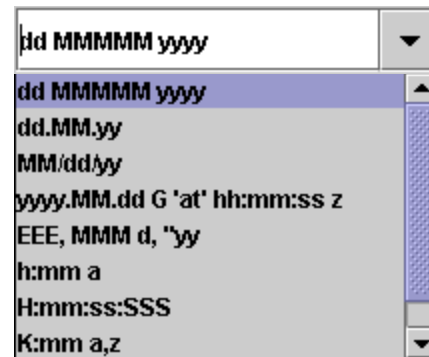 dd MMMMM yyyy
dd MMMMM yyyy
dd.MM.yy
MM/dd/yy
yyyy.MM.dd G 'at' hh:mm:ss z
EEE, MMM d, ''yy
h:mm a
H:mm:ss:SSS
K:mm a,z